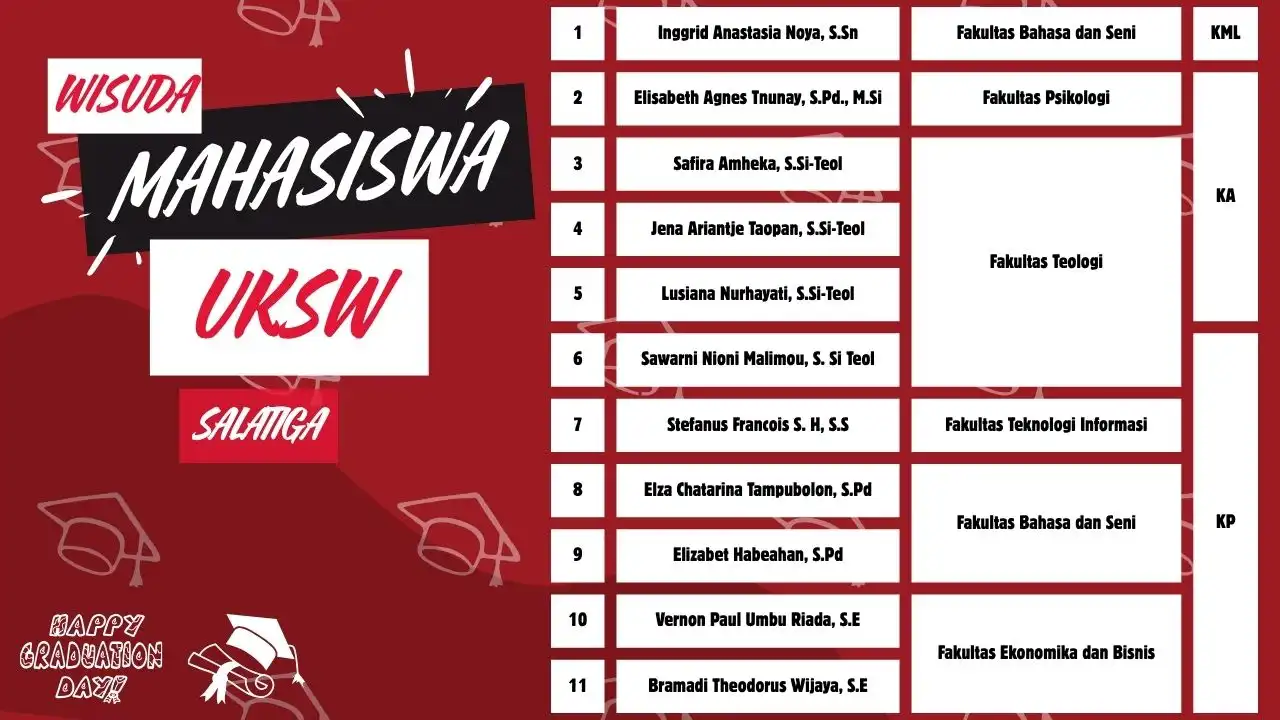 WISUDA
MAHASISWA
UKSW
SALATIGA
HAPPY
GRADUATION
DAY!
1
Inggrid Anastasia Noya, S.Sn
Fakultas Bahasa dan Seni
KML
2
Elisabeth Agnes Tnunay, S.Pd., M.Si
Fakultas Psikologi
KA
3
Safira Amheka, S.Si-Teol
Fakultas Teologi
4
Jena Ariantje Taopan, S.Si-Teol
5
Lusiana Nurhayati, S.Si-Teol
6
Sawarni Nioni Malimou, S. Si Teol
KP
7
Stefanus Francois S. H, S.S
Fakultas Teknologi Informasi
8
Elza Chatarina Tampubolon, S.Pd
Fakultas Bahasa dan Seni
9
Elizabet Habeahan, S.Pd
10
Vernon Paul Umbu Riada, S.E
Fakultas Ekonomika dan Bisnis
11
Bramadi Theodorus Wijaya, S.E